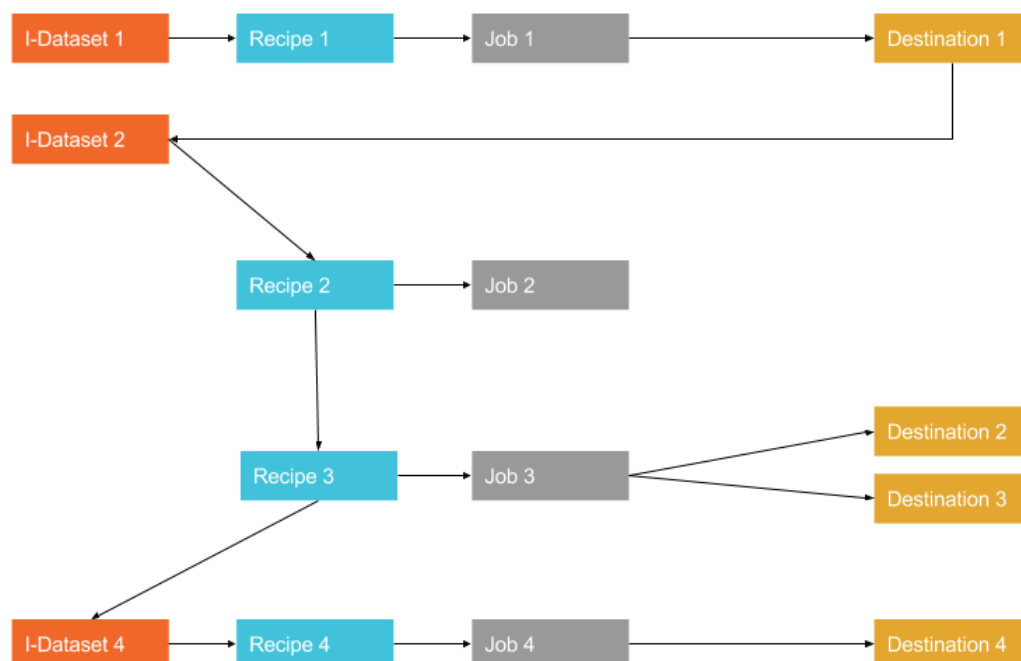 I-Dataset 1
Recipe 1
Job 1
Destination 1
I-Dataset 2
Recipe 2
Job 2
Destination 2
Recipe 3
Job 3
Destination 3
I-Dataset 4
Recipe 4
Job 4
Destination 4